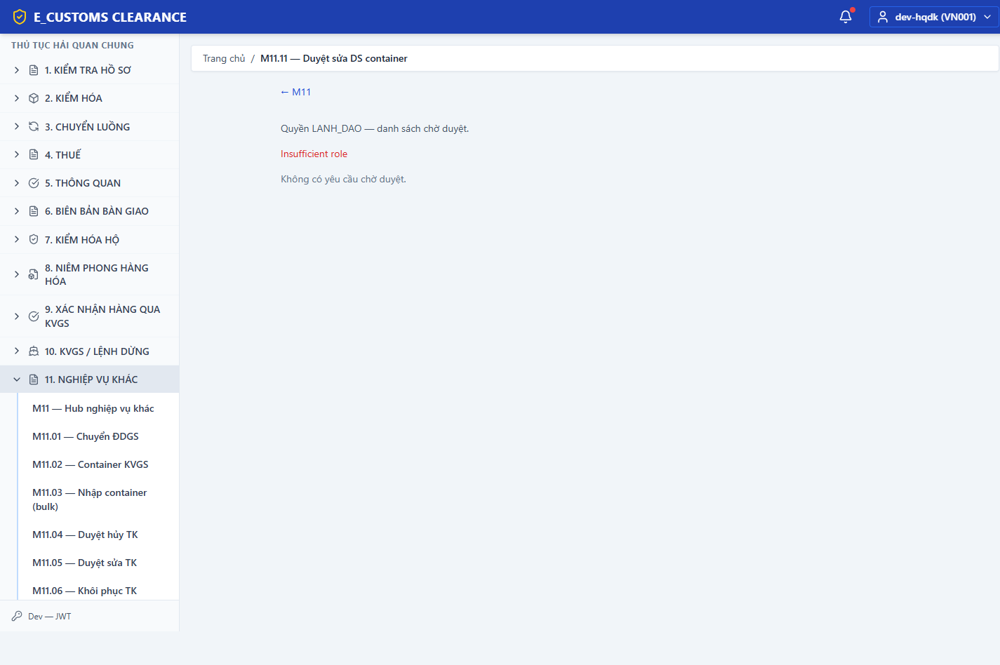 E_CUSTOMS CLEARANCE
dev-hqdk (VN001)
THỦ TỤC HẢI QUAN CHUNG
1. KIỂM TRA HỒ SƠ
2. KIỂM HÓA
3. CHUYỂN LUỒNG
4. THUẾ
5. THÔNG QUAN
6. BIÊN BẢN BÀN GIAO
7. KIỂM HÓA HỘ
8. NIÊM PHONG HÀNG
HÓA
9. XÁC NHẬN HÀNG QUA
KVGS
10. KVGS / LỆNH DỪNG
11. NGHIỆP VỤ KHÁC
M11 — Hub nghiệp vụ khác
M11.01 — Chuyển ĐDGS
M11.02 — Container KVGS
M11.03 — Nhập container
(bulk)
M11.04 — Duyệt hủy TK
M11.05 — Duyệt sửa TK
M11.06 — Khôi phục TK
Dev — JWT
Trang chủ / M11.11 — Duyệt sửa DS container
← M11
Quyền LANH_DAO — danh sách chờ duyệt.
Insufficient role
Không có yêu cầu chờ duyệt.